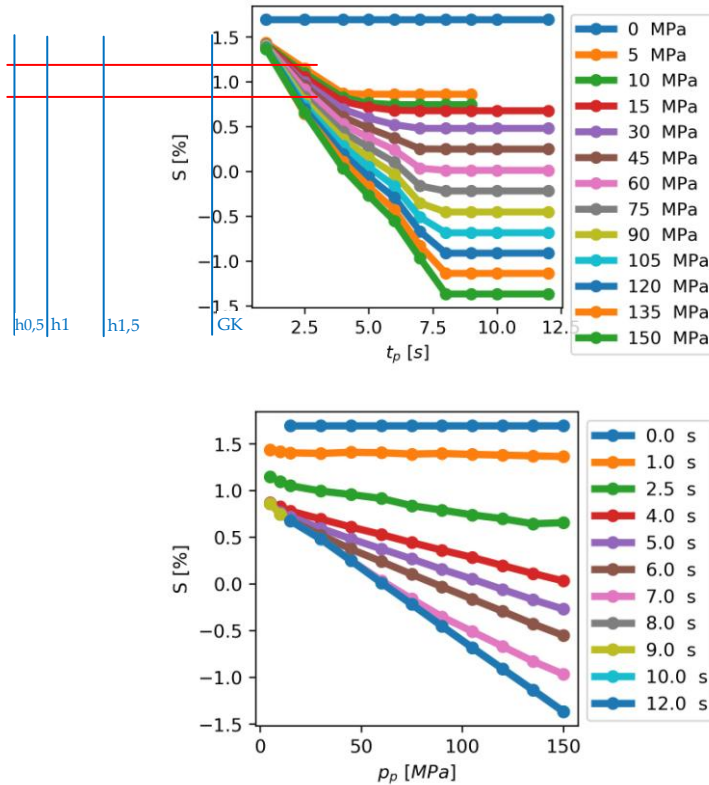 1.5
1.0
0.5
0.0
−0.5
−1.0
−1.5
S [%]
h0,5 h1 h1,5 GK
2.5 5.0 7.5 10.0 12.5
t_p [s]
0 MPa
5 MPa
10 MPa
15 MPa
30 MPa
45 MPa
60 MPa
75 MPa
90 MPa
105 MPa
120 MPa
135 MPa
150 MPa
1.5
1.0
0.5
0.0
−0.5
−1.0
−1.5
S [%]
0 50 100 150
p_p [MPa]
0.0 s
1.0 s
2.5 s
4.0 s
5.0 s
6.0 s
7.0 s
8.0 s
9.0 s
10.0 s
12.0 s